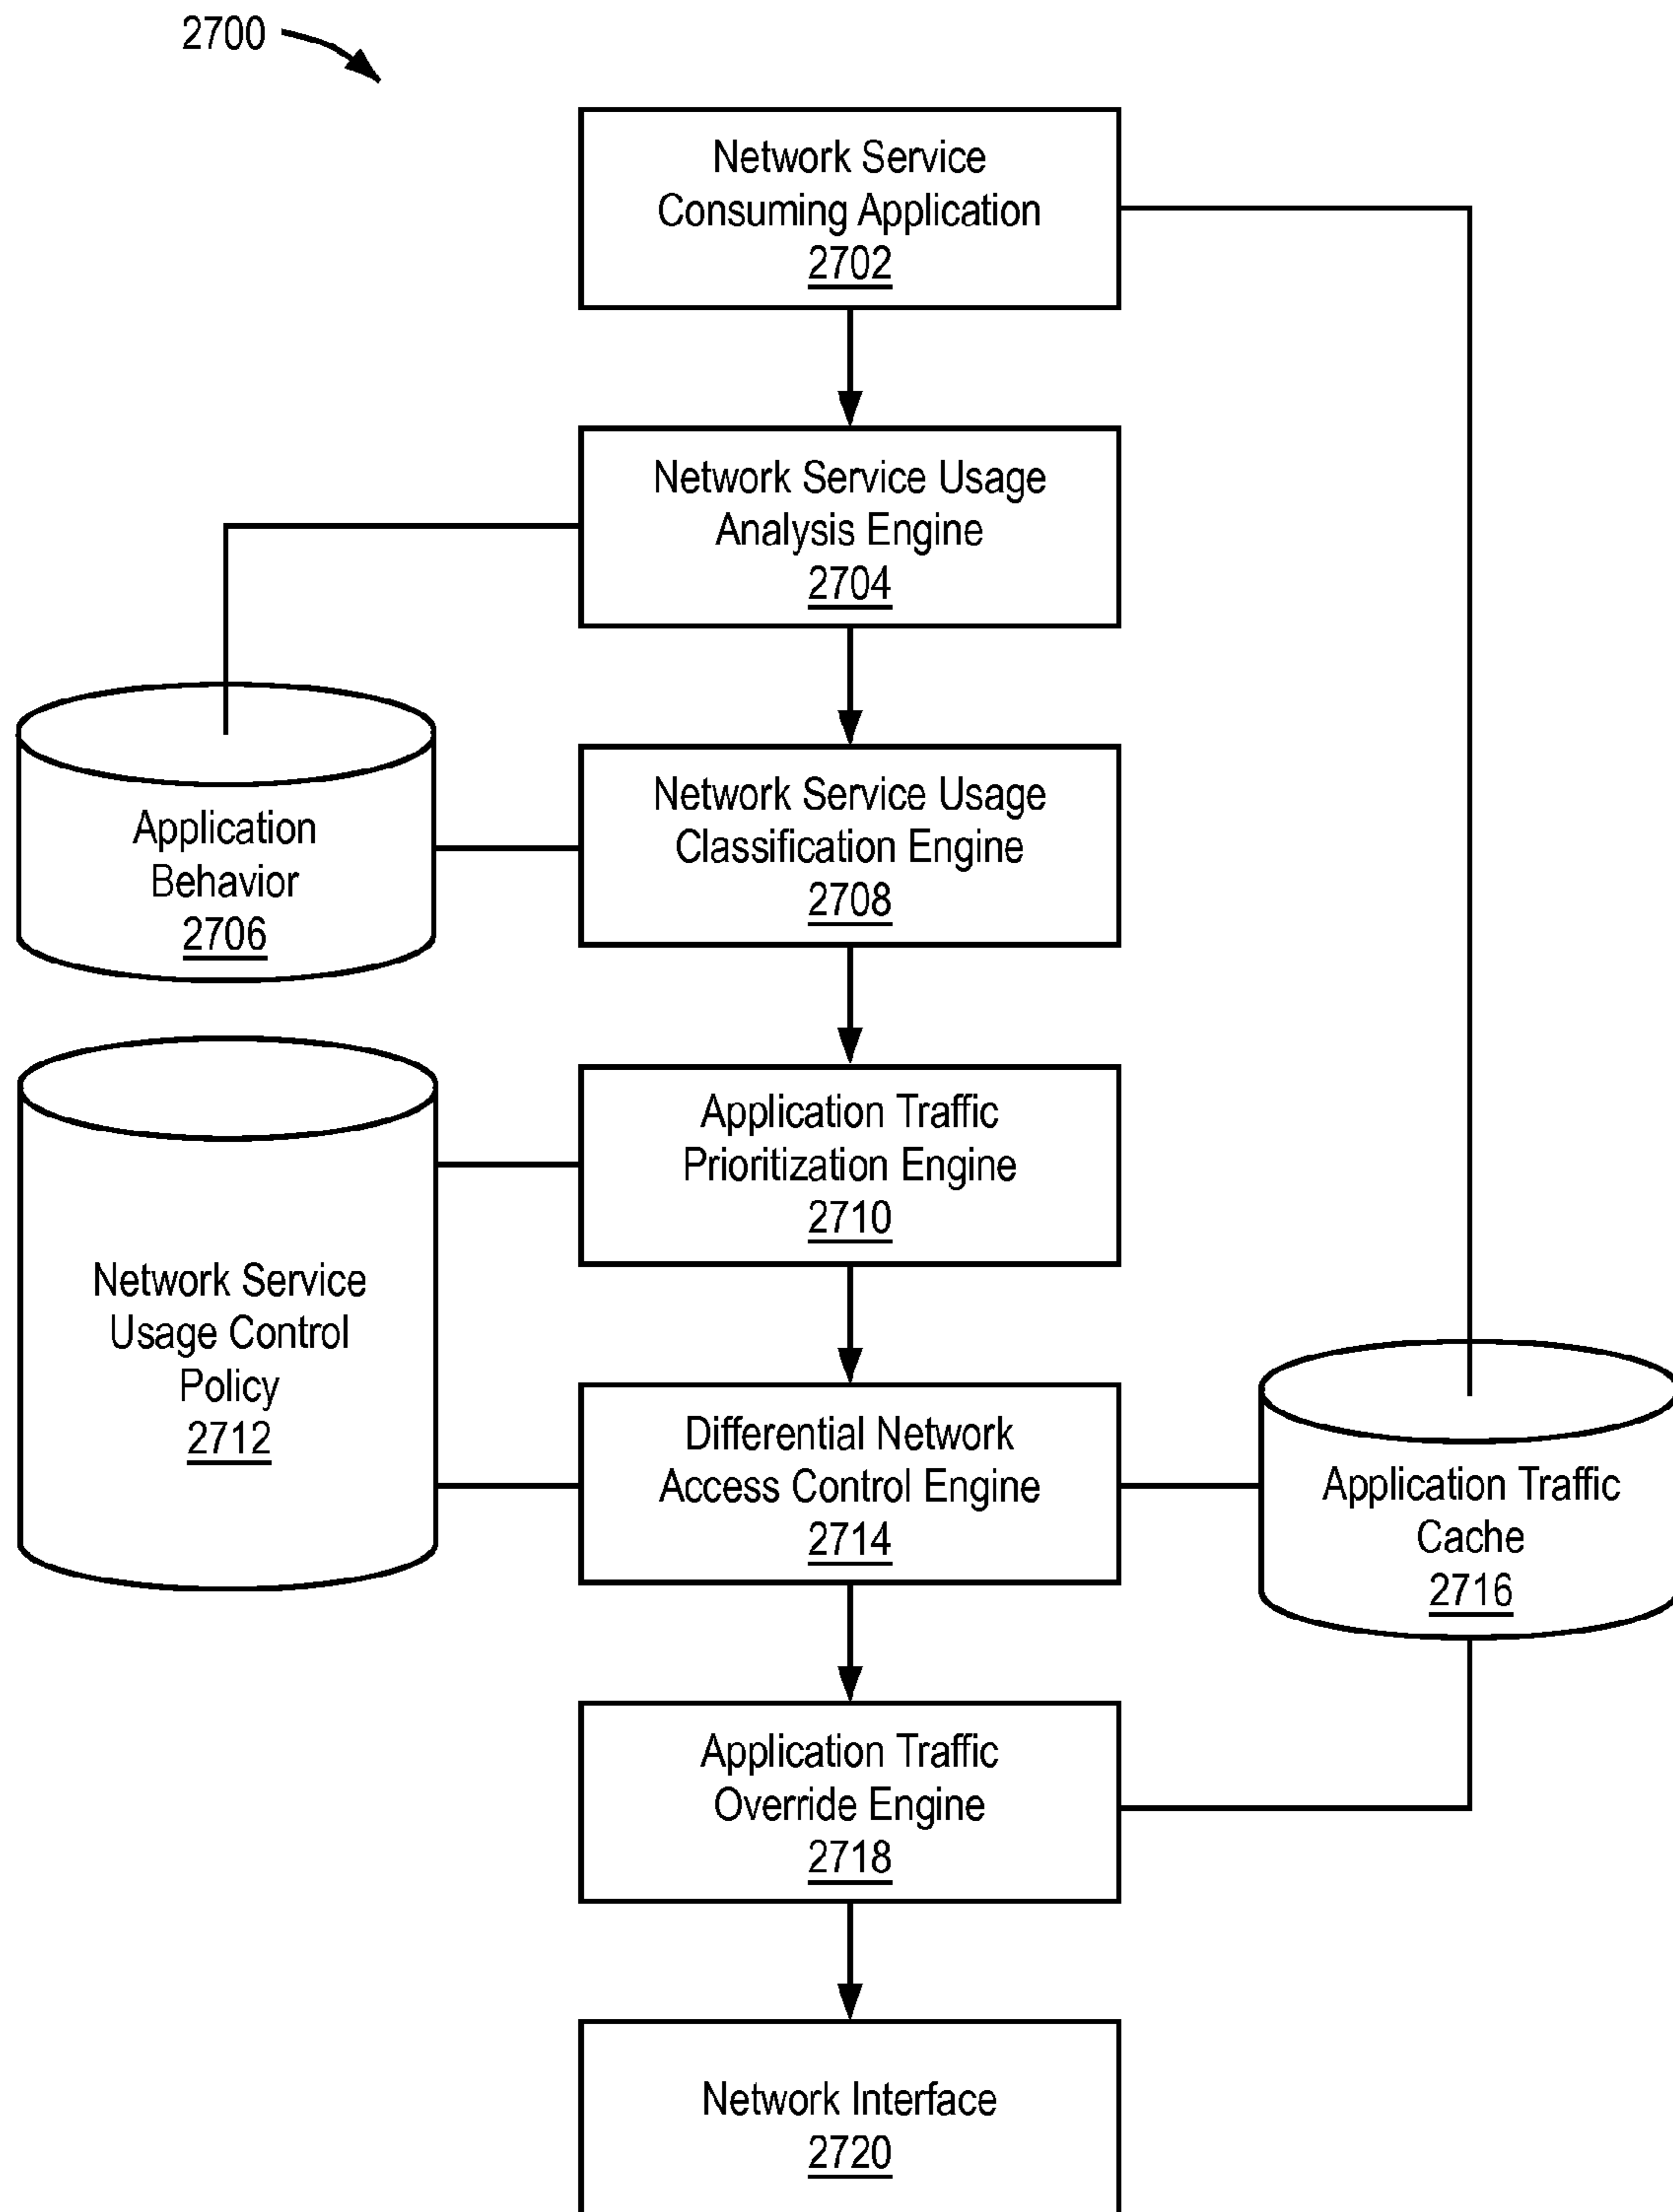 2700
Network Service
Consuming Application
2702
Network Service Usage
Analysis Engine
2704
Application
Behavior
2706
Network Service Usage
Classification Engine
2708
Application Traffic
Prioritization Engine
2710
Network Service
Usage Control
Policy
2712
Differential Network
Access Control Engine
2714
Application Traffic
Cache
2716
Application Traffic
Override Engine
2718
Network Interface
2720